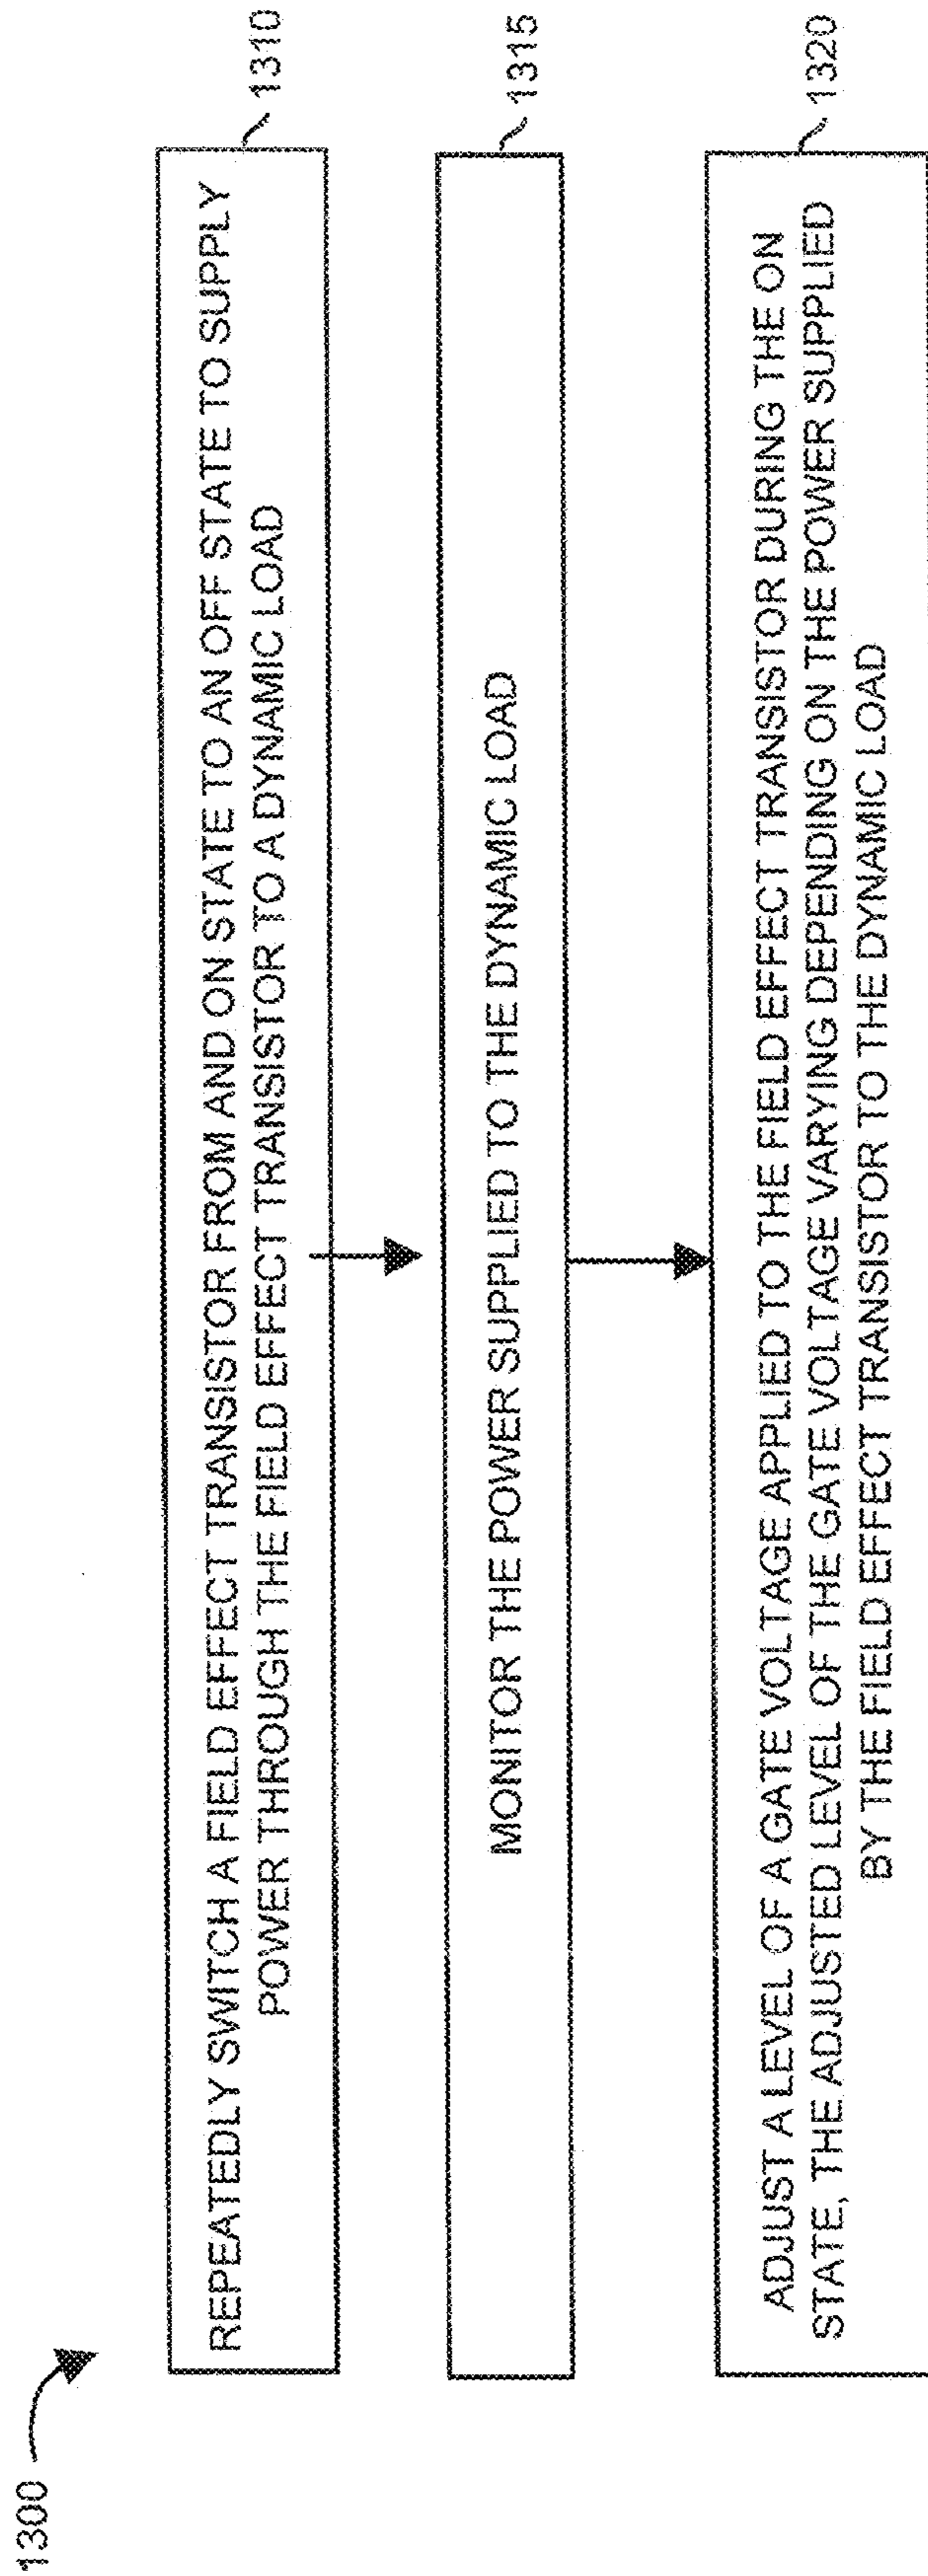 1300
REPEATEDLY SWITCH A FIELD EFFECT TRANSISTOR FROM AND ON STATE TO AN OFF STATE TO SUPPLY
POWER THROUGH THE FIELD EFFECT TRANSISTOR TO A DYNAMIC LOAD
1310
MONITOR THE POWER SUPPLIED TO THE DYNAMIC LOAD
1315
ADJUST A LEVEL OF A GATE VOLTAGE APPLIED TO THE FIELD EFFECT TRANSISTOR DURING THE ON
STATE, THE ADJUSTED LEVEL OF THE GATE VOLTAGE VARYING DEPENDING ON THE POWER SUPPLIED
BY THE FIELD EFFECT TRANSISTOR TO THE DYNAMIC LOAD
1320